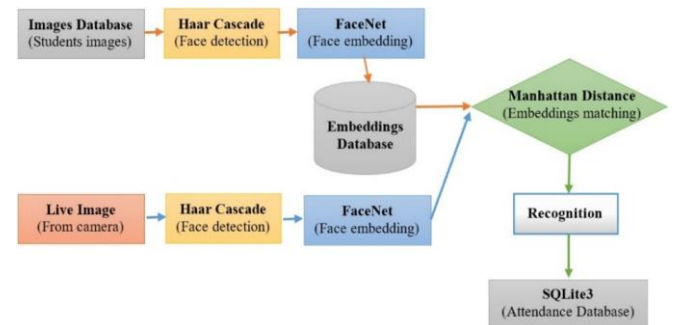 Images Database
(Students images)
Haar Cascade
(Face detection)
FaceNet
(Face embedding)
Embeddings
Database
Manhattan Distance
(Embeddings matching)
Live Image
(From camera)
Haar Cascade
(Face detection)
FaceNet
(Face embedding)
Recognition
SQLite3
(Attendance Database)